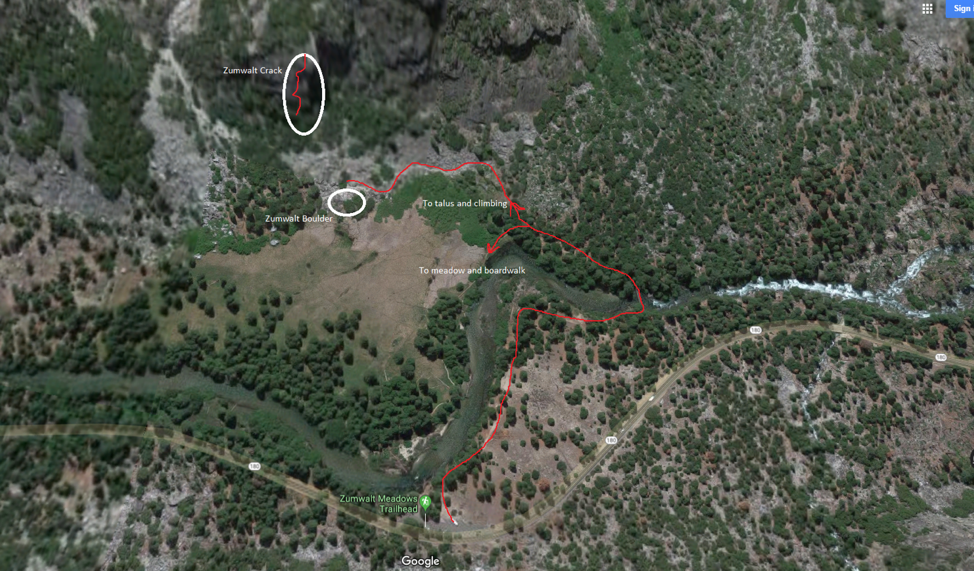 Sign
Zumwalt Crack
To talus and climbing
Zumwalt Boulder
To meadow and boardwalk
180
180
180
180
Zumwalt Meadows
Trailhead
Google